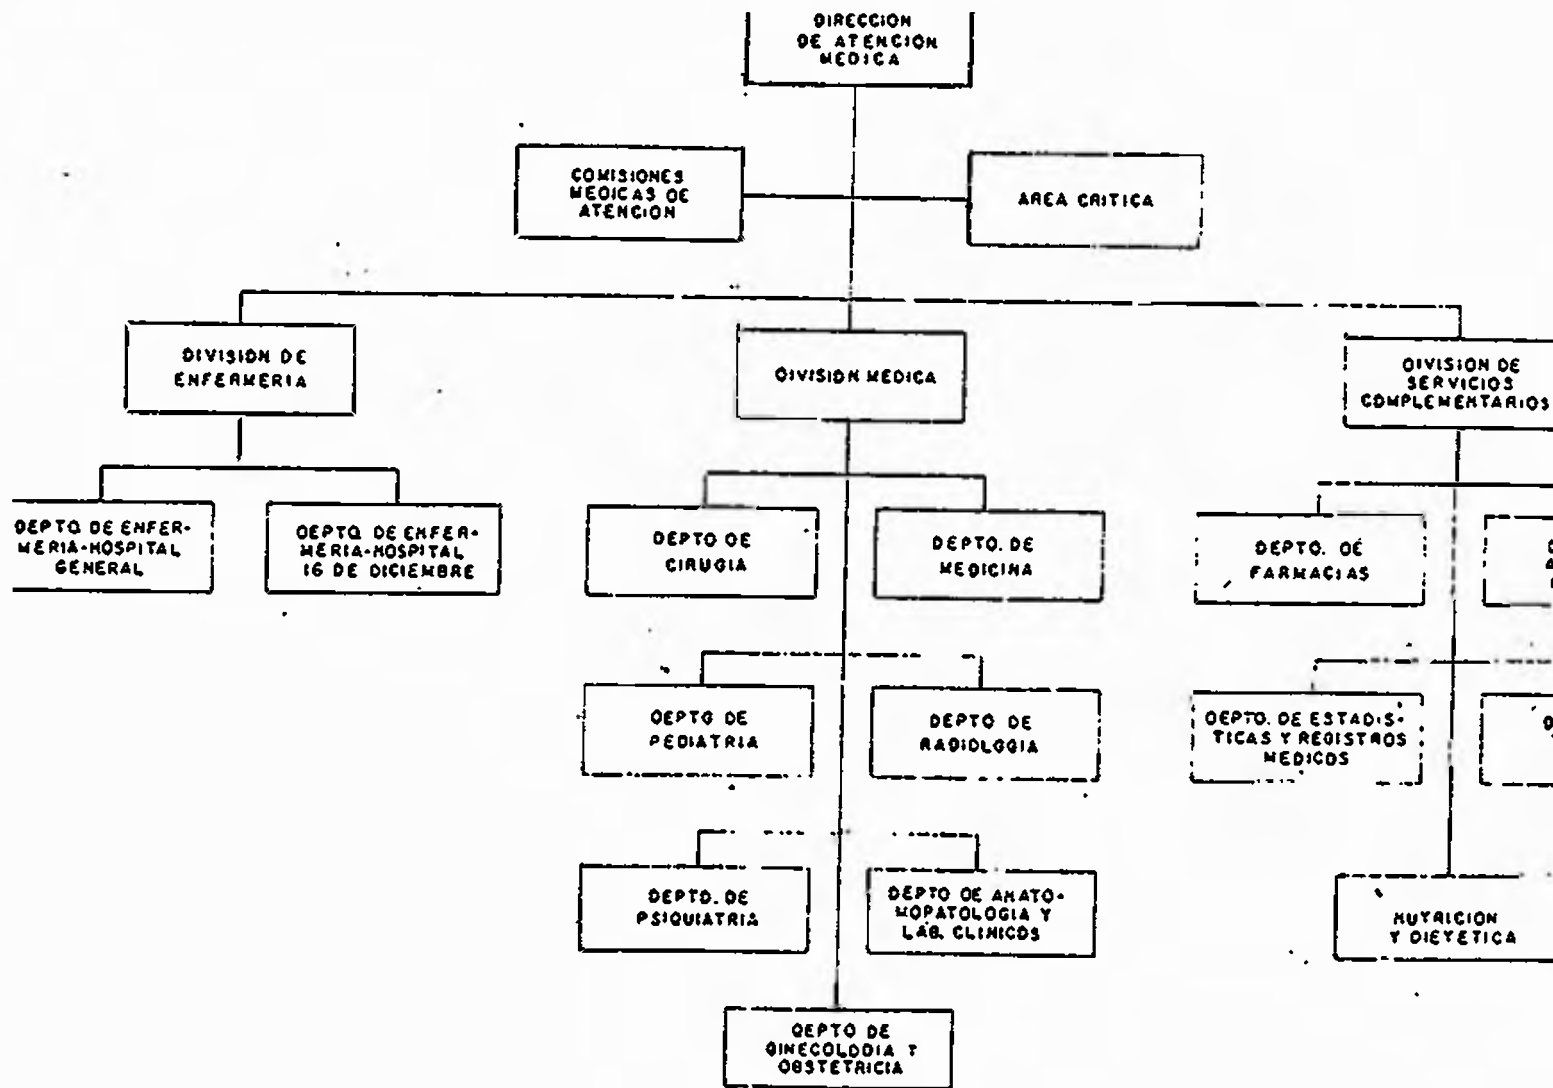 DIRECCION
DE ATENCION
MEDICA
COMISIONES
MEDICAS DE
ATENCION
AREA CRITICA
DIVISION DE
ENFERMERIA
DIVISION MEDICA
DIVISION DE
SERVICIOS
COMPLEMENTARIOS
DEPTO. DE ENFER-
MERIA-HOSPITAL
GENERAL
DEPTO. DE ENFER-
MERIA-HOSPITAL
16 DE DICIEMBRE
DEPTO DE
CIRUGIA
DEPTO. DE
MEDICINA
DEPTO. DE
FARMACIAS
DEPTO DE
PEDIATRIA
DEPTO DE
RADIOLOGIA
DEPTO. DE ESTADIS-
TICAS Y REGISTROS
MEDICOS
DEPTO. DE
PSIQUIATRIA
DEPTO DE ANATO-
MOPATOLOGIA Y
LAB. CLINICOS
NUTRICION
Y DIETETICA
DEPTO DE
GINECOLOGIA Y
OBSTETRICIA